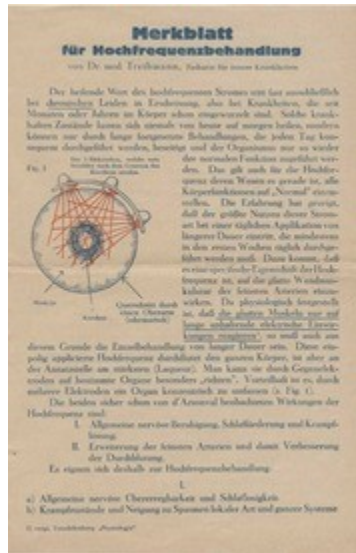 Merkblatt
für Hochfrequenzbehandlung
von Dr. med. Facharzt für innere Krankheiten
Der heilende Wert des hochfrequenten Stromes tritt fast ausschließlich
bei chronischen Leiden in Erscheinung, also bei Krankheiten, die seit
Monaten oder Jahren im Körper schon eingewurzelt sind. Solche krank-
haften Zustände lassen sich niemals von heute auf morgen heilen, sondern
können nur durch lange fortgesetzte Behandlungen, die jeden Tag kon-
sequent durchgeführt werden, beseitigt und der Organismus nur so wieder
der normalen Funktion zugeführt wer-
den. Das gilt auch für die Hochfre-
quenz deren Wesen es gerade ist, alle
Körperfunktionen auf „Normal" einzu-
stellen. Die Erfahrung hat gezeigt,
daß der größte Nutzen dieser Strom-
art bei einer täglichen Applikation von
längerer Dauer eintritt, die mindestens
in den ersten Wochen täglich durchge-
führt werden muß. Dazu kommt, daß
es eine spezifische Eigenschaft der Hoch-
frequenz ist, auf die glatte Wandmus-
kulatur der feinsten Arterien einzu-
wirken. Da physiologisch festgestellt
ist, daß die glatten Muskeln nur auf
lange anhaltende elektrische Einwir-
kungen reagieren, so muß auch aus
Fig. 1
Knochen
Querschnitt durch
einen Oberarm
(schematisch)
diesem Grunde die Einzelbehandlung von langer Dauer sein. Diese ein-
polig applizierte Hochfrequenz durchflutet den ganzen Körper, ist aber an
der Ansatzstelle am stärksten Man kann sie durch Gegenelek-
troden auf bestimmte Organe besonders „richten". Vorteilhaft ist es, durch
mehrere Elektroden ein Organ konzentrisch zu umfassen (s. Fig. 1).
Die beiden sicher schon von d'Arsonval beobachteten Wirkungen der
Hochfrequenz sind:
I. Allgemeine nervöse Beruhigung, Schlafförderung und Krampf-
lösung.
II. Erweiterung der feinsten Arterien und damit Verbesserung
der Durchblutung.
Es eignen sich deshalb zur Hochfrequenzbehandlung:
I.
a) Allgemeine nervöse Übererregbarkeit und Schlaflosigkeit
b) Krampfzustände und Neigung zu Spasmen lokaler Art und ganzer Systeme